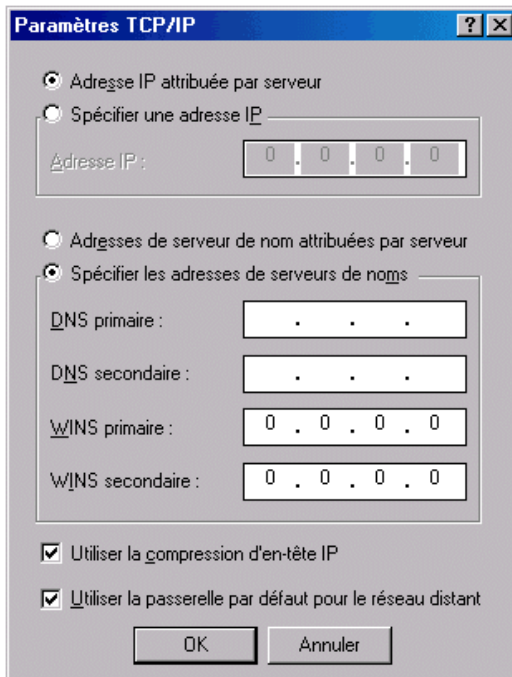 Paramètres TCP/IP
Adresse IP attribuée par serveur
Spécifier une adresse IP
Adresse IP : 0 . 0 . 0 . 0
Adresses de serveur de nom attribuées par serveur
Spécifier les adresses de serveurs de noms
DNS primaire : . . .
DNS secondaire : . . .
WINS primaire : 0 . 0 . 0 . 0
WINS secondaire : 0 . 0 . 0 . 0
Utiliser la compression d'en-tête IP
Utiliser la passerelle par défaut pour le réseau distant
OK Annuler